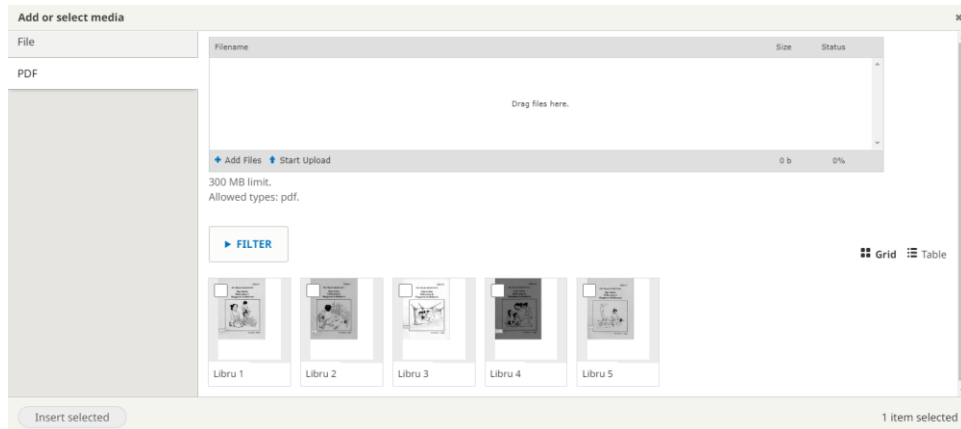 Add or select media
×
File
PDF
Filename Size Status
Drag files here.
Add Files Start Upload 0 b 0%
300 MB limit.
Allowed types: pdf.
FILTER
Grid Table
Libru 1 Libru 2 Libru 3 Libru 4 Libru 5
Insert selected 1 item selected